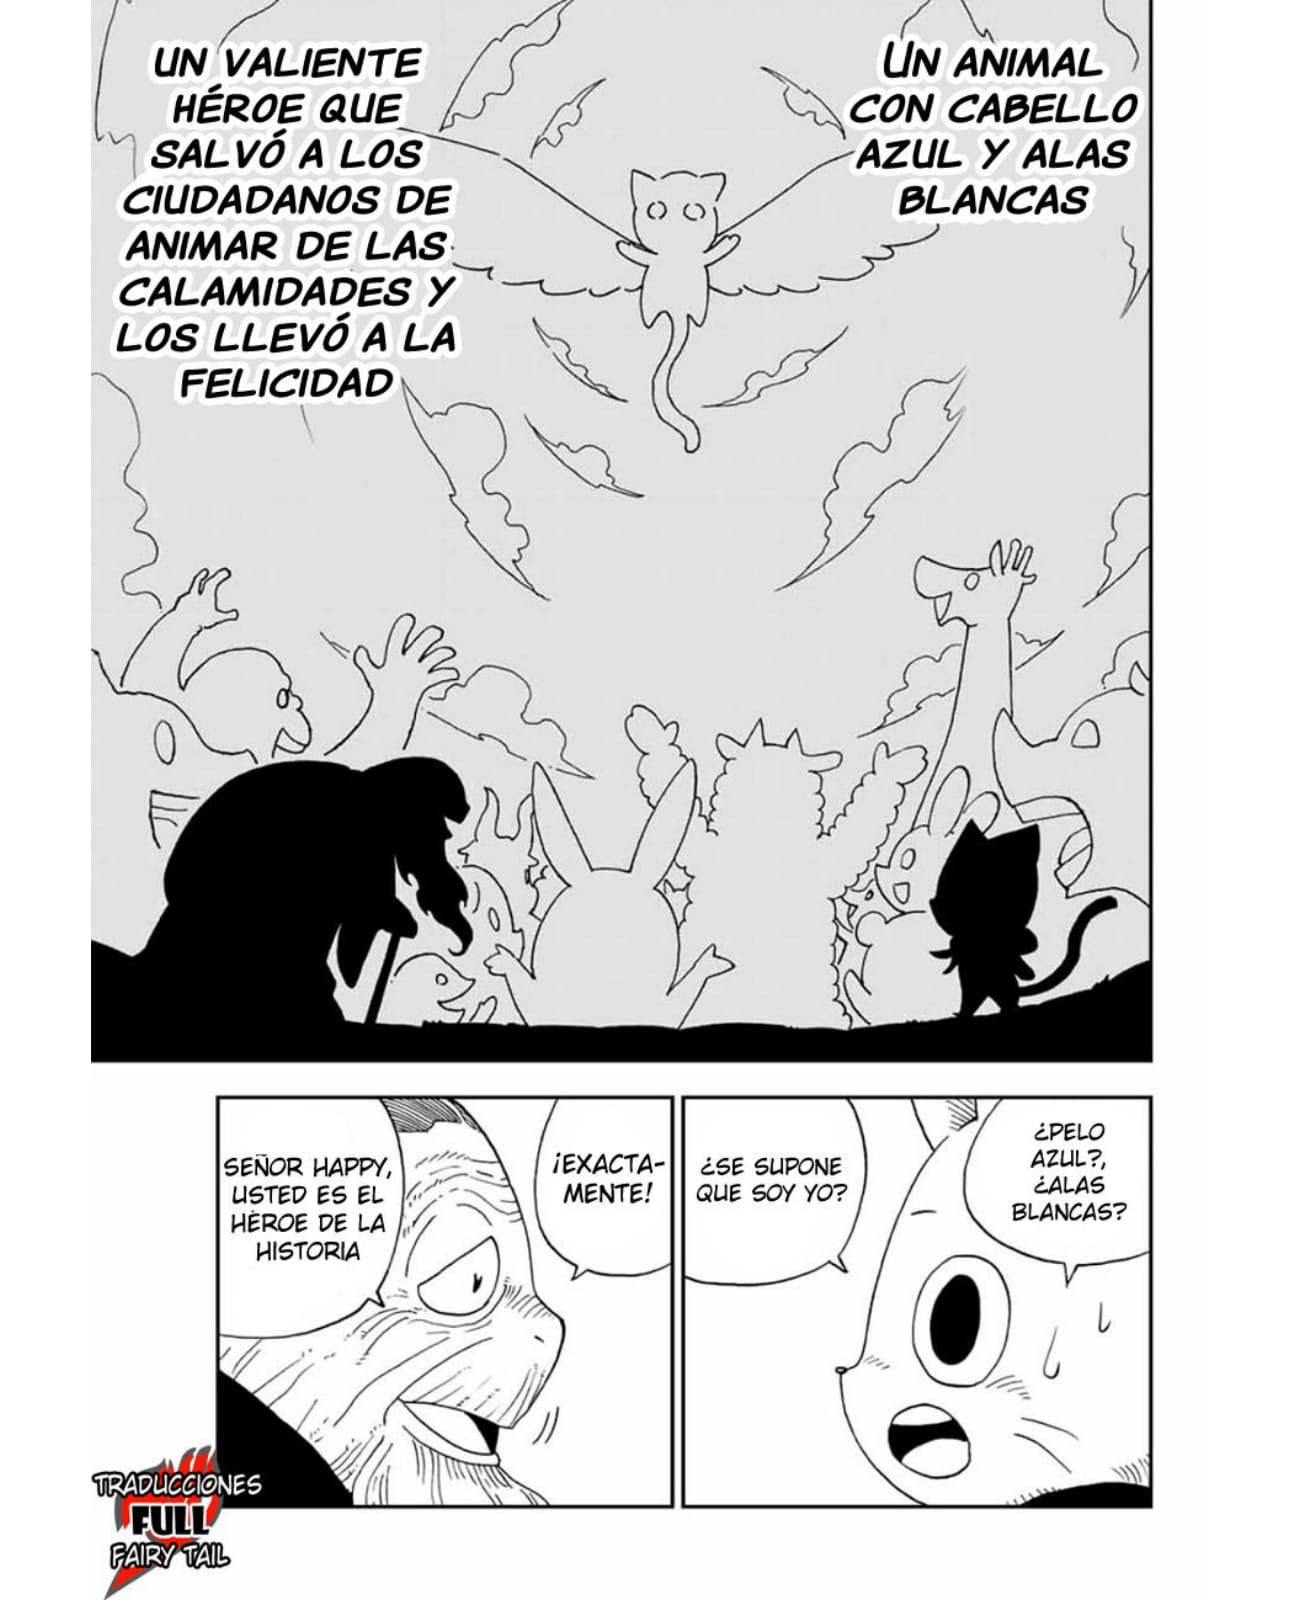 UN ANIMAL
CON CABELLO
AZUL Y ALAS
BLANCAS
UN VALIENTE
HÉROE QUE
SALVÓ A LOS
CIUDADANOS DE
ANIMAR DE LAS
CALAMIDADES Y
LOS LLEVÓ A LA
FELICIDAD
¿PELO
AZUL?,
¿ALAS
BLANCAS?
¿SE SUPONE
QUE SOY YO?
¡EXACTA-
MENTE!
SEÑOR HAPPY,
USTED ES EL
HÉROE DE LA
HISTORIA
TRADUCCIONES
FULL
FAIRY TAIL